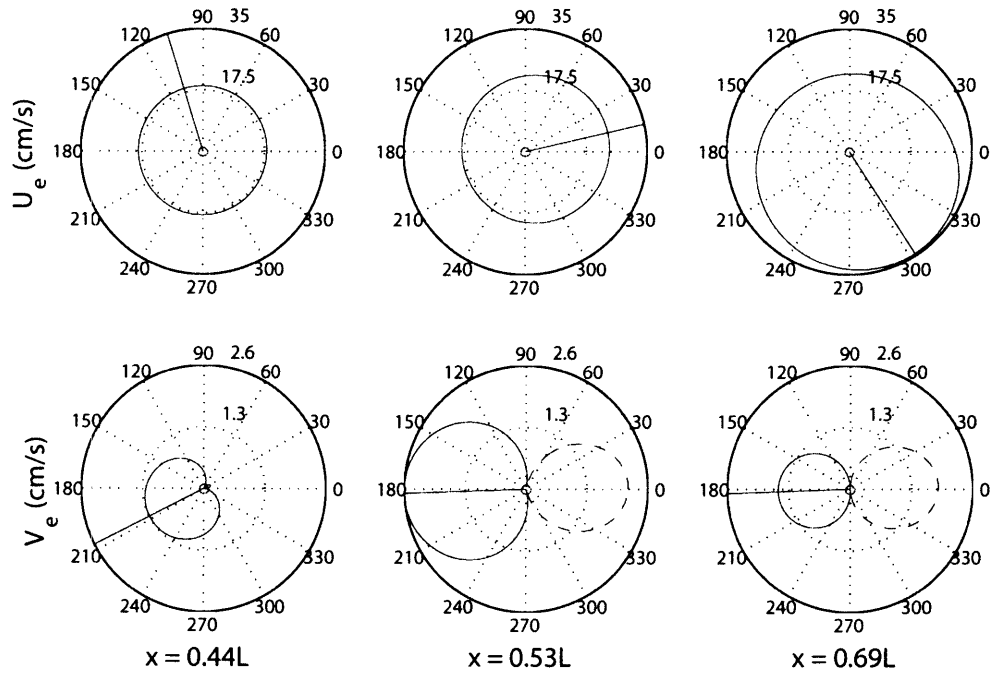 90 35 90 35 90 35
120 60 120 60 120 60
150 17.5 30 150 17.5 30 150 17.5 30
U e (cm/s)
180 0 180 0 180 0
210 330 210 330 210 330
240 300 240 300 240 300
270 270 270
90 2.6 90 2.6 90 2.6
120 60 120 60 120 60
150 1.3 30 150 1.3 30 150 1.3 30
V e (cm/s)
180 0 180 0 180 0
210 330 210 330 210 330
240 300 240 300 240 300
270 270 270
x = 0.44L x = 0.53L x = 0.69L